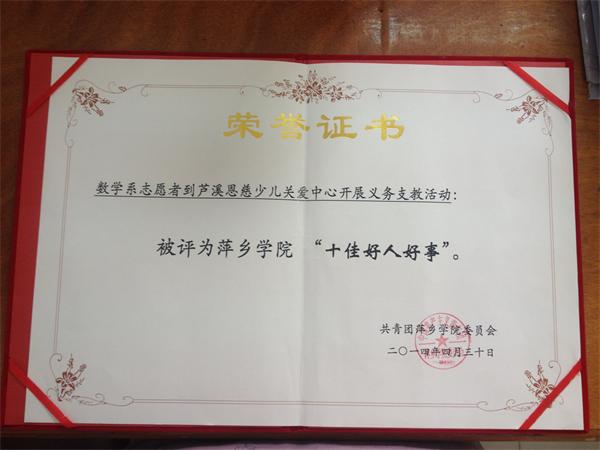 荣誉证书
数学系志愿者到芦溪恩慈少儿关爱中心开展义务支教活动:
被评为萍乡学院 “十佳好人好事”。
共青团萍乡学院委员会
二〇一四年四月三十日